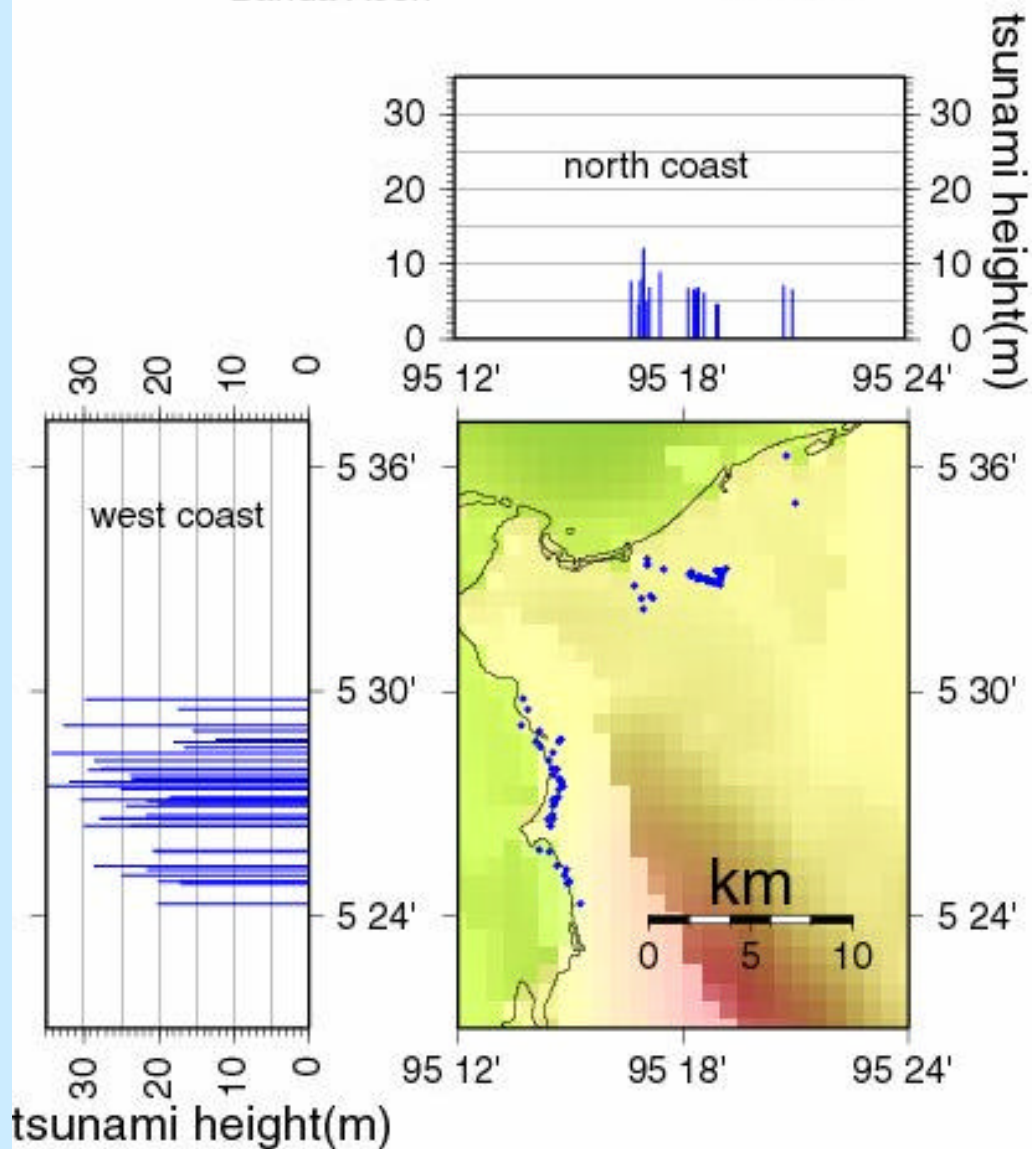 tsunami height(m)
30 30
20 20
10 10
0 0
north coast
95 12' 95 18' 95 24'
30 20 10 0
west coast
5 36' 5 36'
5 30' 5 30'
5 24' 5 24'
km
0 5 10
95 12' 95 18' 95 24'
30 20 10 0
tsunami height(m)